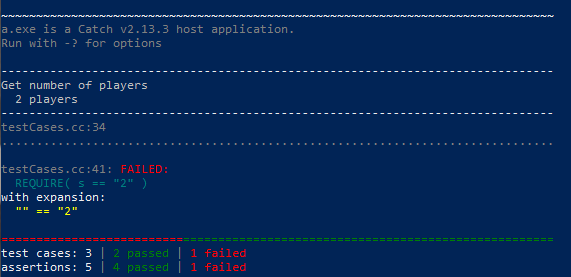 ~~~~~~~~~~~~~~~~~~~~~~~~~~~~~~~~~~~~~~~~~~~~~~~~~~~~~~~~~~~~~~~~~~~~~~~~~~~~~~~
a.exe is a Catch v2.13.3 host application.
Run with -? for options
-------------------------------------------------------------------------------
Get number of players
  2 players
-------------------------------------------------------------------------------
testCases.cc:34
...............................................................................
testCases.cc:41: FAILED:
  REQUIRE( s == "2" )
with expansion:
  "" == "2"
===============================================================================
test cases: 3 | 2 passed | 1 failed
assertions: 5 | 4 passed | 1 failed